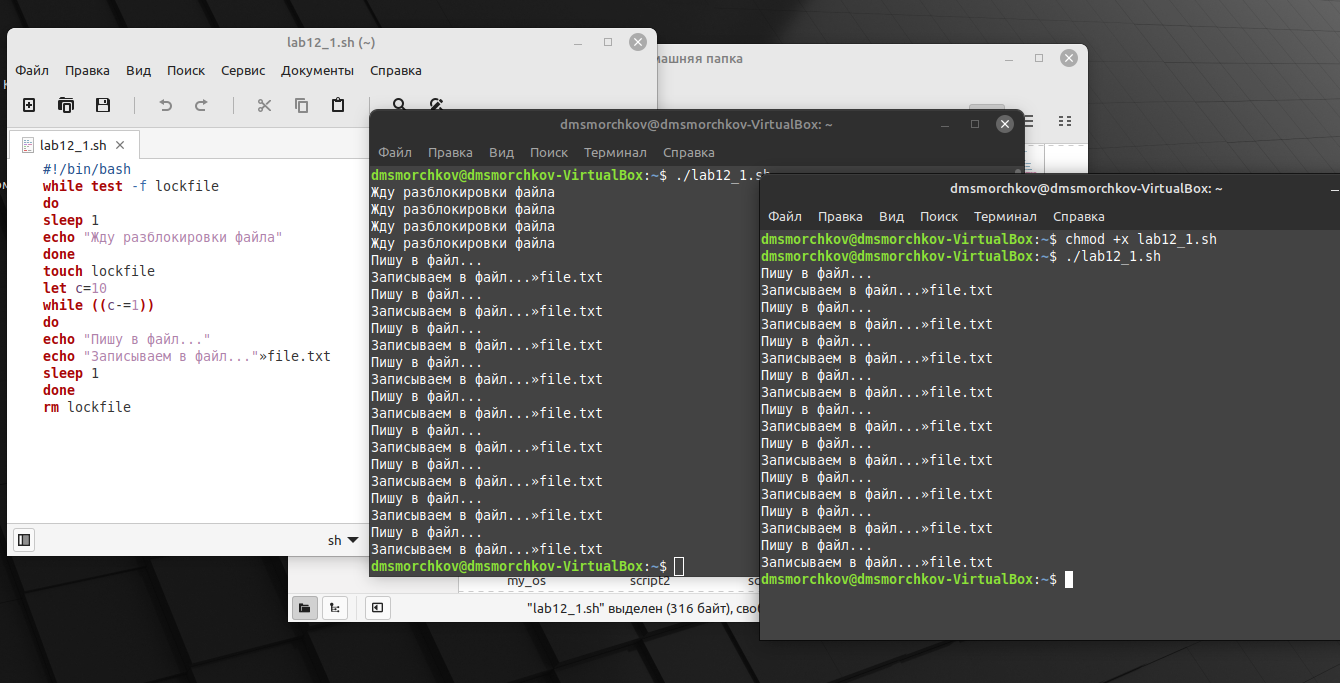 lab12_1.sh (~)
Файл Правка Вид Поиск Сервис Документы Справка
lab12_1.sh
#!/bin/bash
while test -f lockfile
do
sleep 1
echo "Жду разблокировки файла"
done
touch lockfile
let c=10
while ((c-=1))
do
echo "Пишу в файл..."
echo "Записываем в файл..."»file.txt
sleep 1
done
rm lockfile
sh
машняя папка
dmsmorchkov@dmsmorchkov-VirtualBox: ~
Файл Правка Вид Поиск Терминал Справка
dmsmorchkov@dmsmorchkov-VirtualBox:~$ ./lab12_1.sh
Жду разблокировки файла
Жду разблокировки файла
Жду разблокировки файла
Жду разблокировки файла
Пишу в файл...
Записываем в файл...»file.txt
Пишу в файл...
Записываем в файл...»file.txt
Пишу в файл...
Записываем в файл...»file.txt
Пишу в файл...
Записываем в файл...»file.txt
Пишу в файл...
Записываем в файл...»file.txt
Пишу в файл...
Записываем в файл...»file.txt
Пишу в файл...
Записываем в файл...»file.txt
Пишу в файл...
Записываем в файл...»file.txt
Пишу в файл...
Записываем в файл...»file.txt
dmsmorchkov@dmsmorchkov-VirtualBox:~$
dmsmorchkov@dmsmorchkov-VirtualBox: ~
Файл Правка Вид Поиск Терминал Справка
dmsmorchkov@dmsmorchkov-VirtualBox:~$ chmod +x lab12_1.sh
dmsmorchkov@dmsmorchkov-VirtualBox:~$ ./lab12_1.sh
Пишу в файл...
Записываем в файл...»file.txt
Пишу в файл...
Записываем в файл...»file.txt
Пишу в файл...
Записываем в файл...»file.txt
Пишу в файл...
Записываем в файл...»file.txt
Пишу в файл...
Записываем в файл...»file.txt
Пишу в файл...
Записываем в файл...»file.txt
Пишу в файл...
Записываем в файл...»file.txt
Пишу в файл...
Записываем в файл...»file.txt
Пишу в файл...
Записываем в файл...»file.txt
dmsmorchkov@dmsmorchkov-VirtualBox:~$
my_os script2
"lab12_1.sh" выделен (316 байт), своб